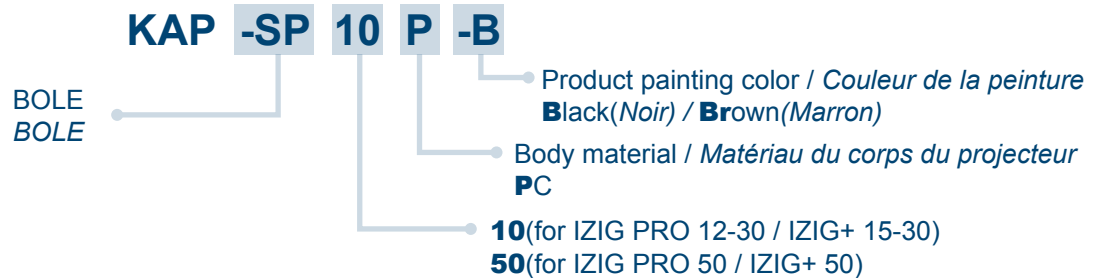 KAP -SP 10 P -B
BOLE
BOLE
Product painting color / Couleur de la peinture
Black(Noir) / Brown(Marron)
Body material / Matériau du corps du projecteur
PC
10(for IZIG PRO 12-30 / IZIG+ 15-30)
50(for IZIG PRO 50 / IZIG+ 50)